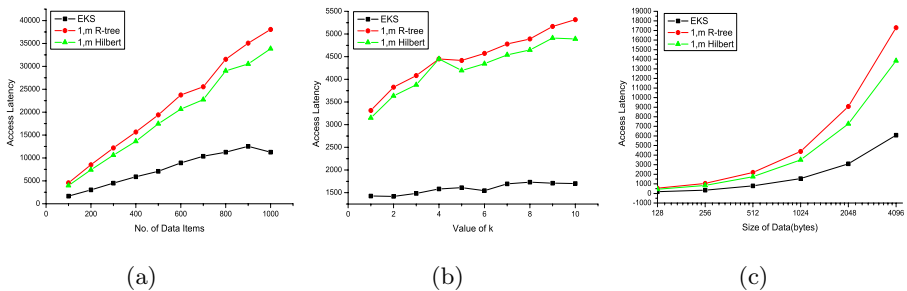 EKS
1,m R-tree
1,m Hilbert
Access Latency
40000
35000
30000
25000
20000
15000
10000
5000
0
200 400 600 800 1000
No. of Data Items
(a)
EKS
1,m R-tree
1,m Hilbert
Access Latency
5500
5000
4500
4000
3500
3000
2500
2000
1500
0 2 4 6 8 10
Value of k
(b)
EKS
1,m R-tree
1,m Hilbert
Access Latency
19000
18000
17000
16000
15000
14000
13000
12000
11000
10000
9000
8000
7000
6000
5000
4000
3000
2000
1000
0
-1000
128 256 512 1024 2048 4096
Size of Data(bytes)
(c)